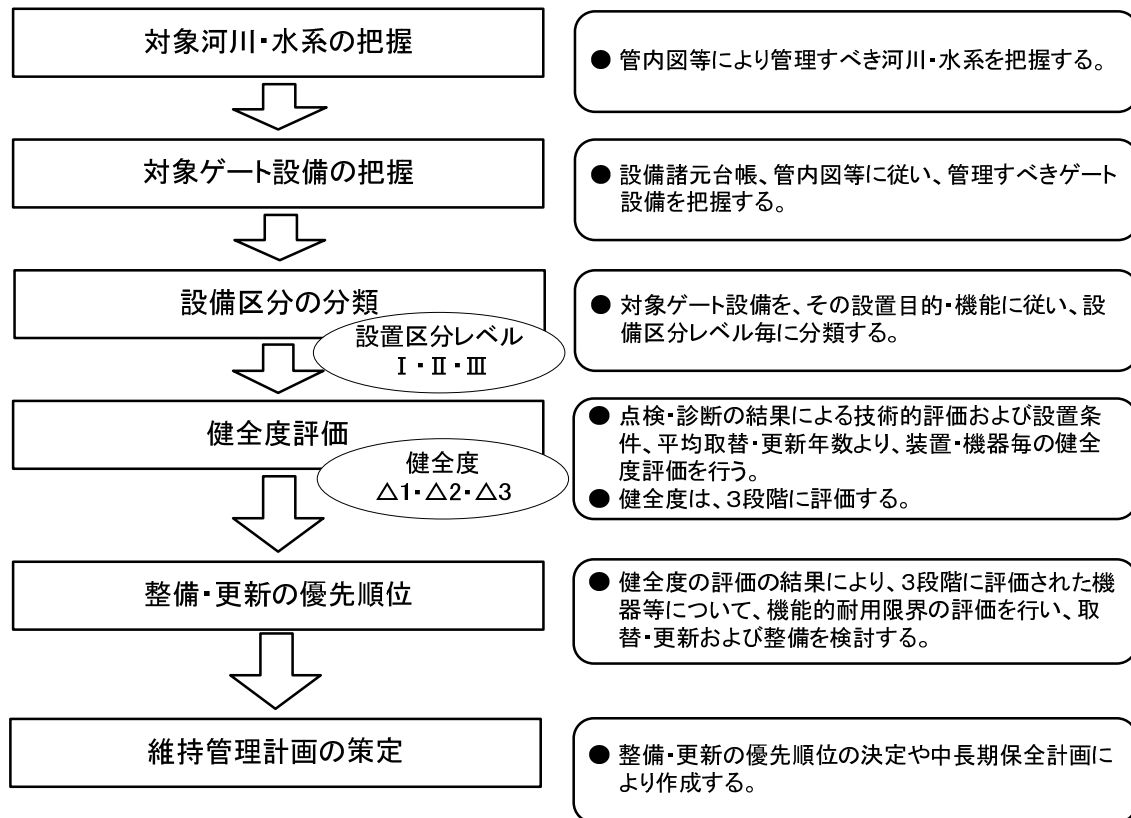 対象河川・水系の把握
● 管内図等により管理すべき河川・水系を把握する。
対象ゲート設備の把握
● 設備諸元台帳、管内図等に従い、管理すべきゲート
設備を把握する。
設備区分の分類
設置区分レベル
Ⅰ・Ⅱ・Ⅲ
● 対象ゲート設備を、その設置目的・機能に従い、設
備区分レベル毎に分類する。
健全度評価
健全度
△1・△2・△3
● 点検・診断の結果による技術的評価および設置条
件、平均取替・更新年数より、装置・機器毎の健全
度評価を行う。
● 健全度は、3段階に評価する。
整備・更新の優先順位
● 健全度の評価の結果により、3段階に評価された機
器等について、機能的耐用限界の評価を行い、取
替・更新および整備を検討する。
維持管理計画の策定
● 整備・更新の優先順位の決定や中長期保全計画に
より作成する。